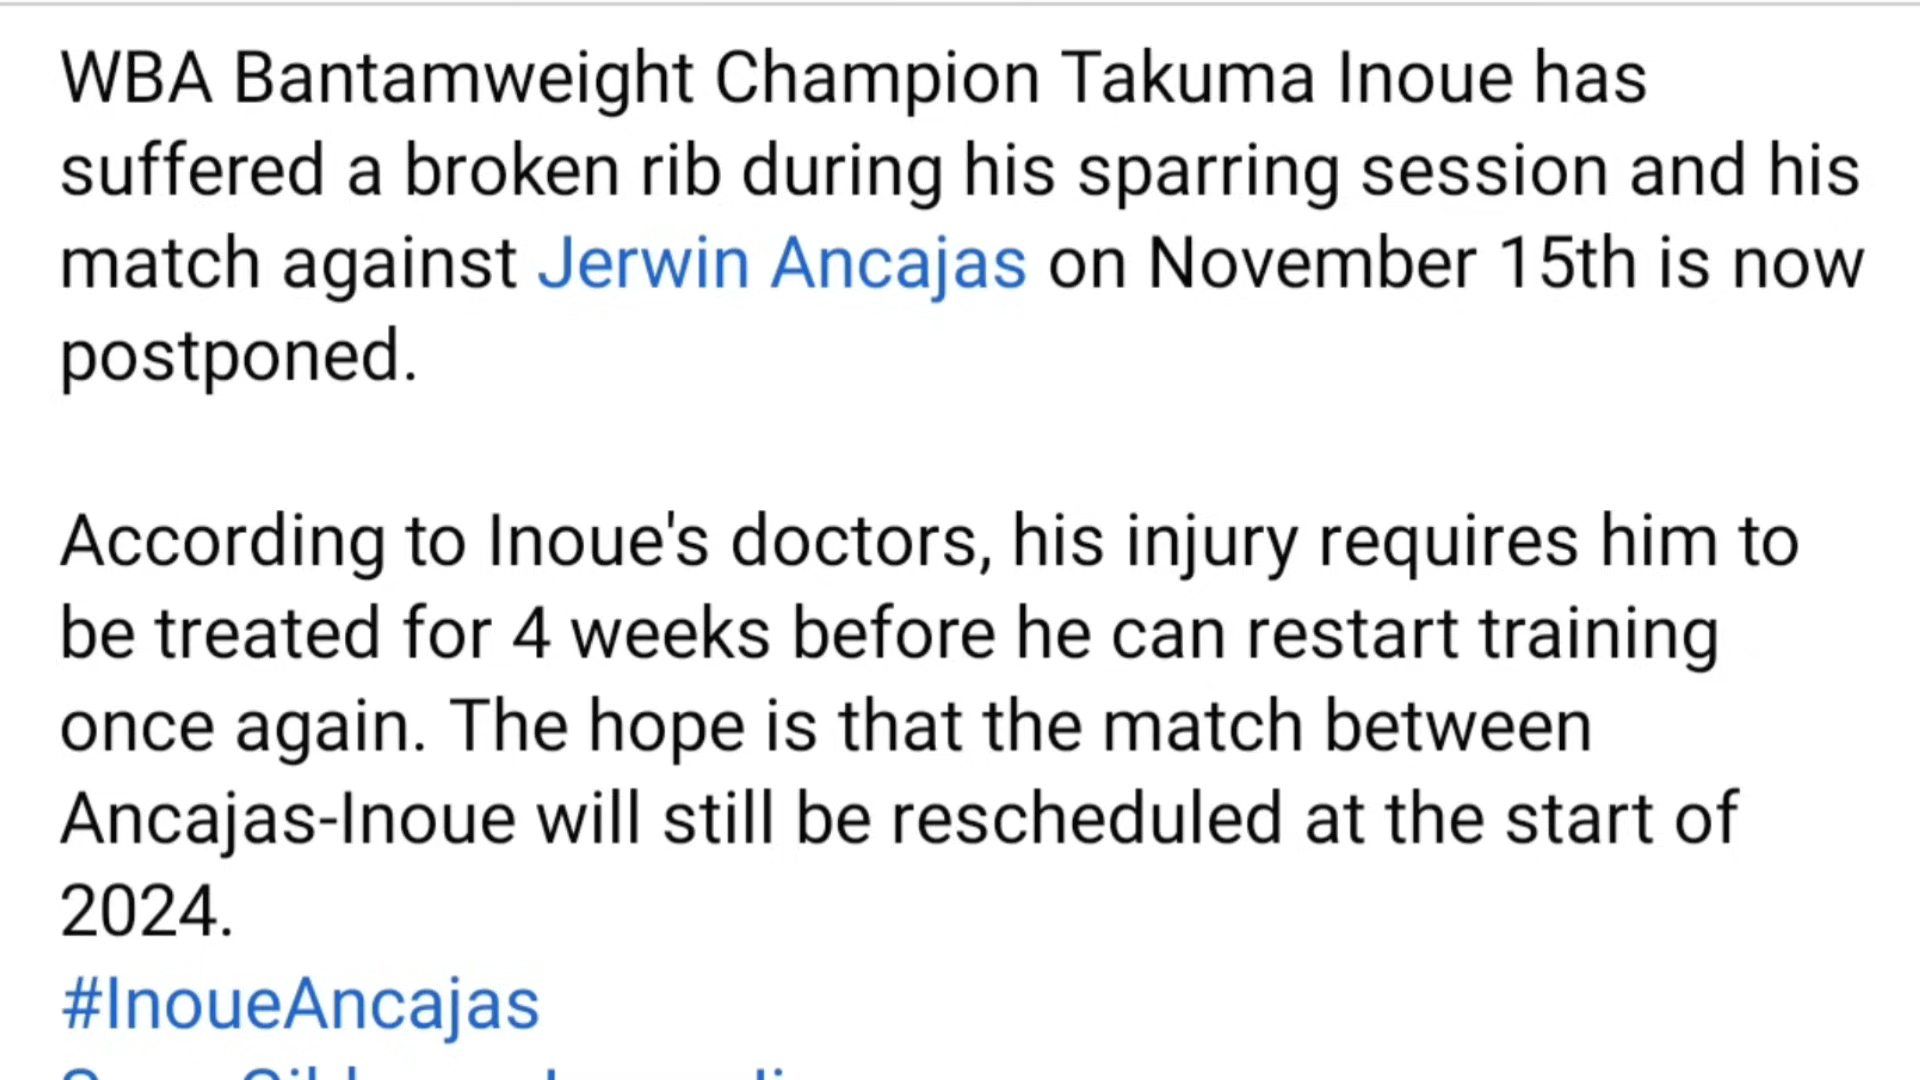 WBA Bantamweight Champion Takuma Inoue has
suffered a broken rib during his sparring session and his
match against Jerwin Ancajas on November 15th is now
postponed.
According to Inoue's doctors, his injury requires him to
be treated for 4 weeks before he can restart training
once again. The hope is that the match between
Ancajas-Inoue will still be rescheduled at the start of
2024.
#InoueAncajas